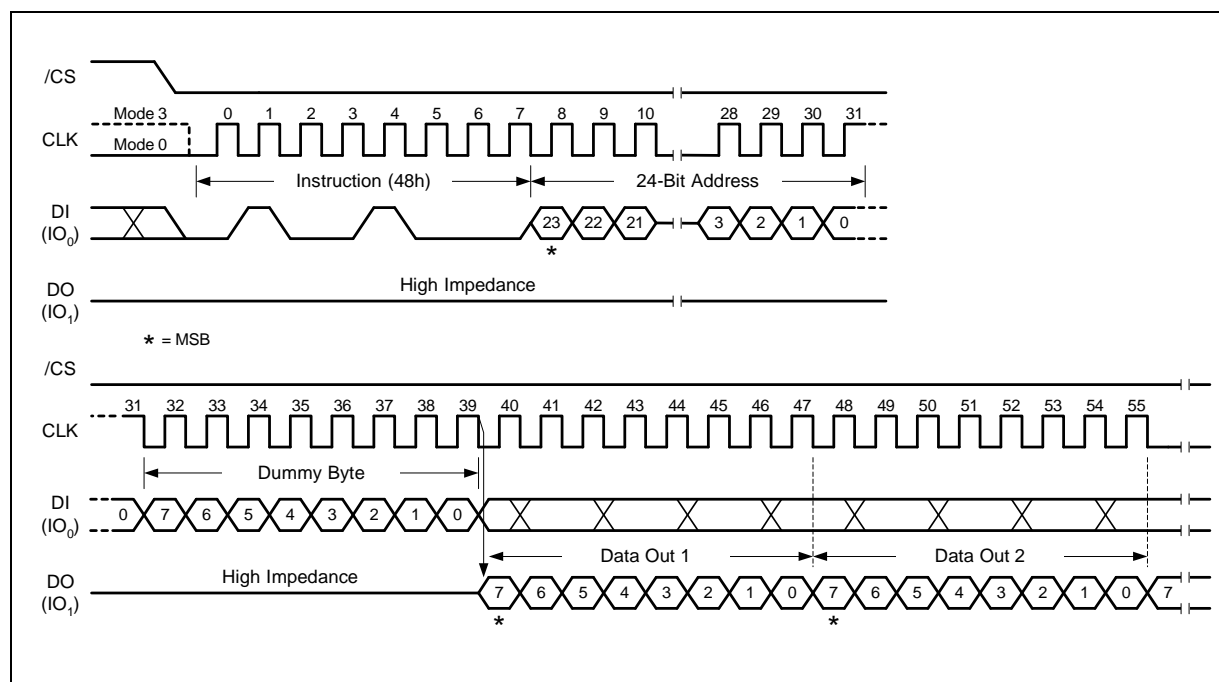 /CS
Mode 3 0 1 2 3 4 5 6 7 8 9 10 28 29 30 31
CLK
Mode 0
Instruction (48h) 24-Bit Address
DI
(IO0) 23 22 21 3 2 1 0
*
High Impedance
DO
(IO1)
* = MSB
/CS
31 32 33 34 35 36 37 38 39 40 41 42 43 44 45 46 47 48 49 50 51 52 53 54 55
CLK
Dummy Byte
DI
(IO0) 0 7 6 5 4 3 2 1 0
Data Out 1 Data Out 2
High Impedance
DO
(IO1) 7 6 5 4 3 2 1 0 7 6 5 4 3 2 1 0 7
* *